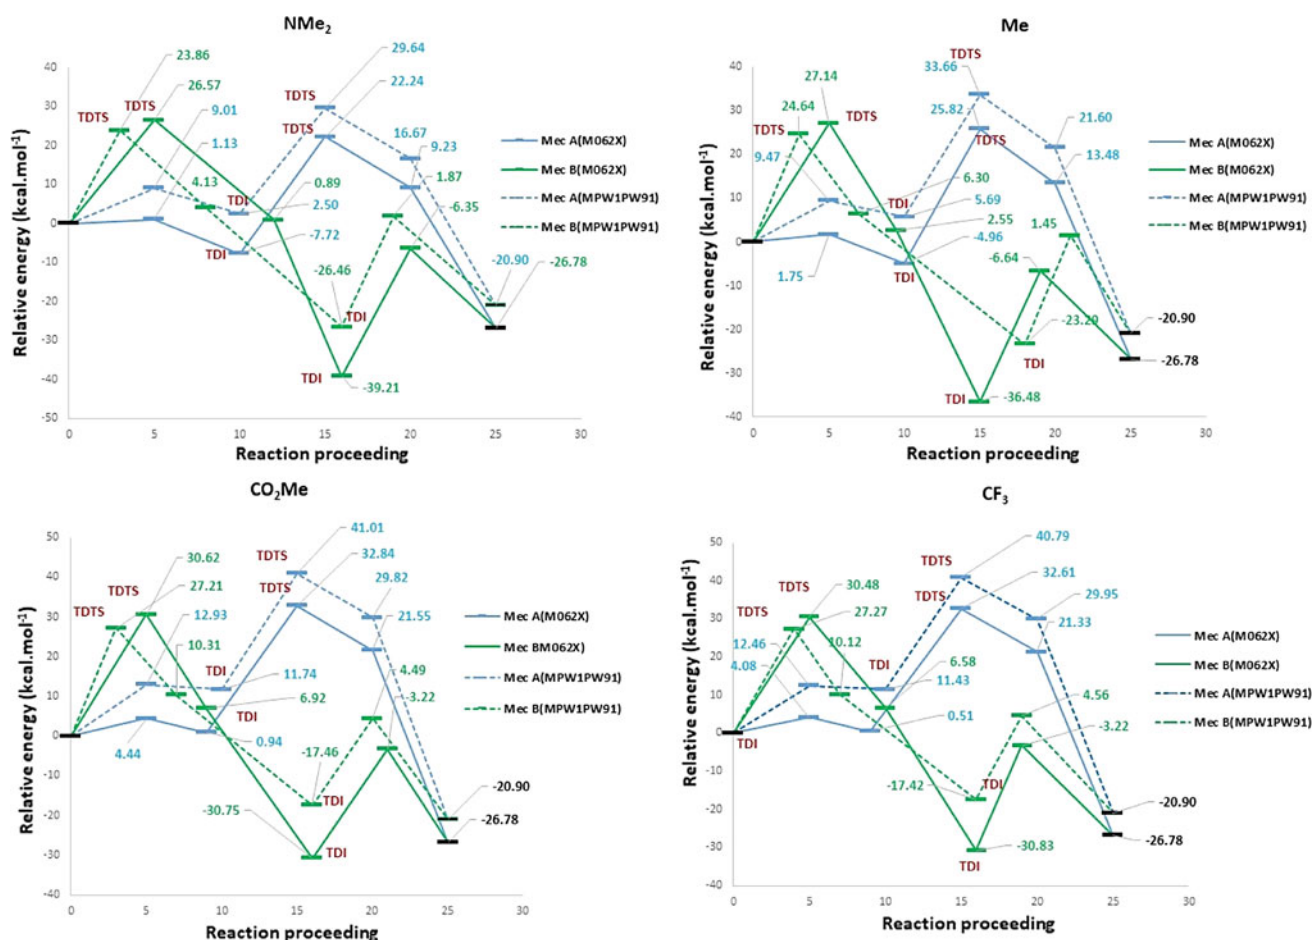 NMe₂
23.86
29.64
40
TDTS
TDTS
26.57
TDTS
22.24
30
9.01
TDTS
20
1.13
16.67
9.23
Mec A(M062X)
10
4.13
0.89
1.87
Mec B(M062X)
TDI
2.50
-6.35
0
Mec A(MPW1PW91)
TDI
-7.72
-10
Mec B(MPW1PW91)
-26.46
-20.90
-26.78
-20
TDI
-30
TDI
-39.21
-40
-50
0 5 10 15 20 25 30
Relative energy (kcal.mol⁻¹)
Reaction proceeding
Me
TDTS
33.66
40
27.14
24.64
TDTS
25.82
30
TDTS
9.47
TDTS
21.60
20
13.48
Mec A(M062X)
6.30
10
TDI
5.69
Mec B(M062X)
2.55
1.45
0
Mec A(MPW1PW91)
1.75
TDI
-4.96
-6.64
Mec B(MPW1PW91)
-10
-20
-23.20
-20.90
TDI
-26.78
-30
TDI
-36.48
-40
0 5 10 15 20 25 30
Relative energy (kcal.mol⁻¹)
Reaction proceeding
CO₂Me
50
30.62
41.01
TDTS
32.84
40
TDTS
27.21
TDTS
29.82
TDTS
12.93
21.55
30
10.31
Mec A(M062X)
20
TDI
11.74
4.49
Mec BM062X)
10
6.92
TDI
-3.22
Mec A(MPW1PW91)
0
4.44
0.94
Mec B(MPW1PW91)
-10
-17.46
TDI
-20.90
-20
-26.78
-30.75
TDI
-30
-40
0 5 10 15 20 25 30
Relative energy (kcal.mol⁻¹)
Reaction proceeding
CF₃
50
TDTS
40.79
TDTS
30.48
32.61
40
TDTS
27.27
TDTS
29.95
30
12.46
10.12
21.33
4.08
TDI
6.58
Mec A(M062X)
20
11.43
4.56
Mec B(M062X)
10
0.51
-3.22
Mec A(MPW1PW91)
0
TDI
Mec B(MPW1PW91)
-10
-17.42
TDI
-20.90
-20
-26.78
-30
TDI
-30.83
-40
0 5 10 15 20 25 30
Relative energy (kcal.mol⁻¹)
Reaction proceeding